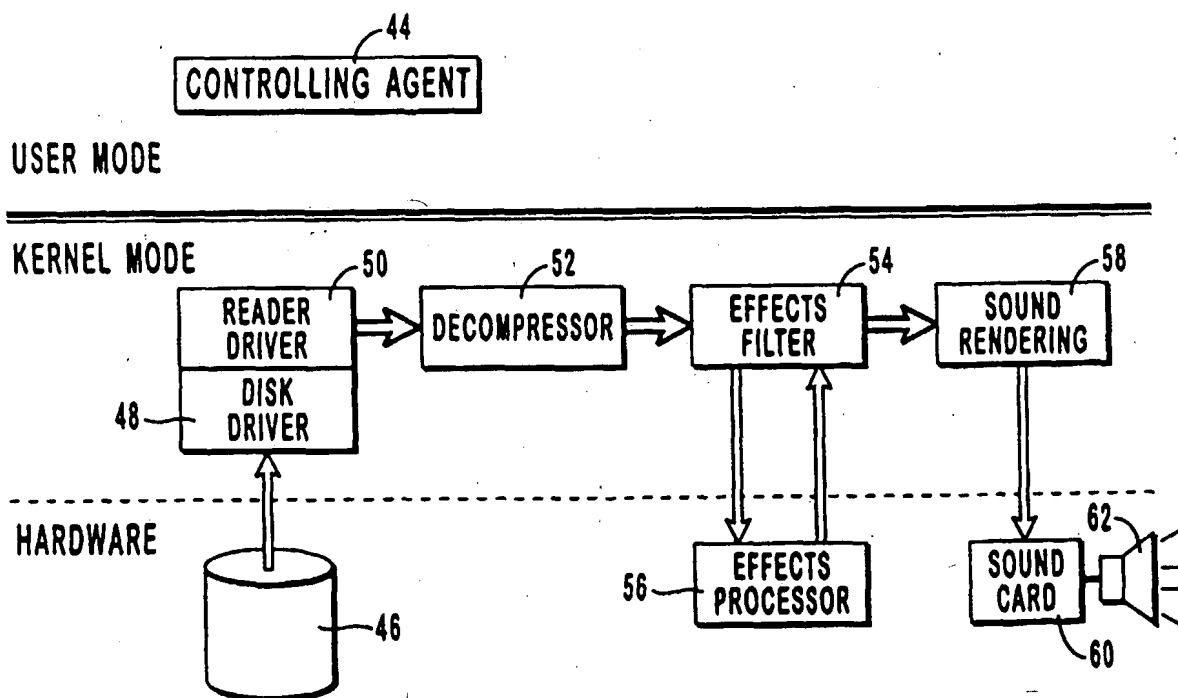 44
CONTROLLING AGENT
USER MODE
KERNEL MODE
50
52
54
58
READER
DRIVER
DECOMPRESSOR
EFFECTS
FILTER
SOUND
RENDERING
48
DISK
DRIVER
HARDWARE
62
46
56
EFFECTS
PROCESSOR
SOUND
CARD
60